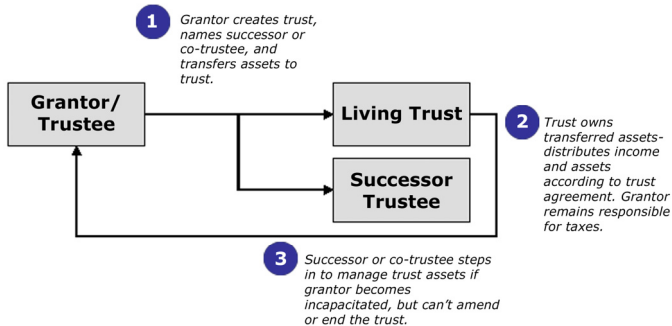 1
Grantor creates trust,
names successor or
co-trustee, and
transfers assets to
trust.
Grantor/
Trustee
Living Trust
Successor
Trustee
2
Trust owns
transferred assets-
distributes income
and assets
according to trust
agreement. Grantor
remains responsible
for taxes.
3
Successor or co-trustee steps
in to manage trust assets if
grantor becomes
incapacitated, but can't amend
or end the trust.